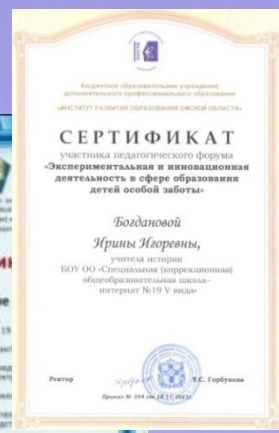 Бюджетное образовательное учреждение
дополнительного профессионального образования
«ИНСТИТУТ РАЗВИТИЯ ОБРАЗОВАНИЯ ОМСКОЙ ОБЛАСТИ»
СЕРТИФИКАТ
участника педагогического форума
«Экспериментальная и инновационная
деятельность в сфере образования
детей особой заботы»
Богдановой
Ирины Игоревны,
учителя истории
БОУ ОО «Специальная (коррекционная)
общеобразовательная школа-
интернат №19 V вида»
Ректор
Т.С. Горбунова
Приказ №